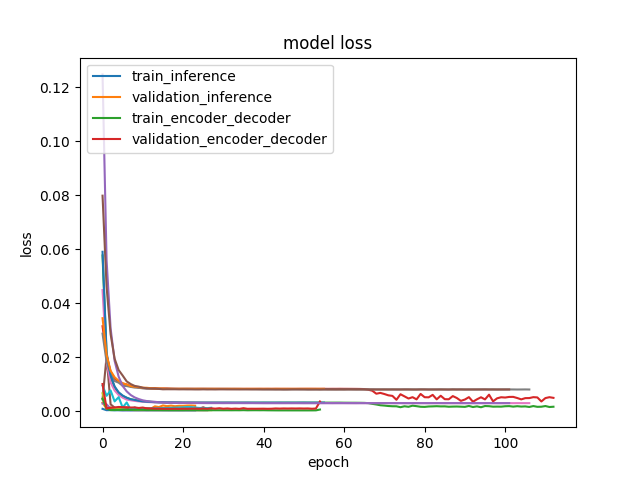 model loss
train_inference
validation_inference
train_encoder_decoder
validation_encoder_decoder
0.12
0.10
0.08
0.06
0.04
0.02
0.00
loss
0 20 40 60 80 100
epoch